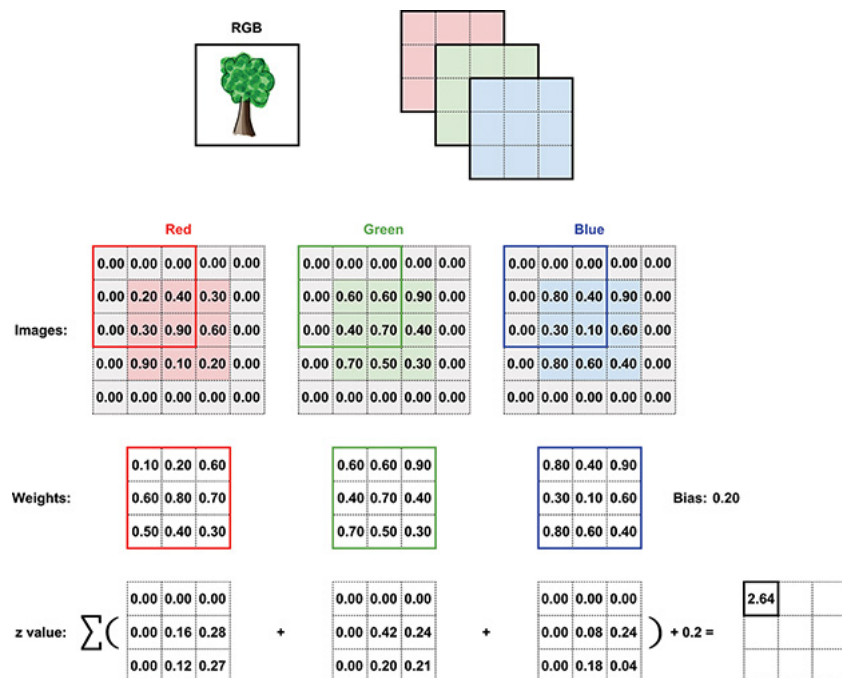 RGB
Red Green Blue
0.00 0.00 0.00 0.00 0.00 0.00 0.00 0.00 0.00 0.00 0.00 0.00 0.00 0.00 0.00
0.00 0.20 0.40 0.30 0.00 0.00 0.60 0.60 0.90 0.00 0.00 0.80 0.40 0.90 0.00
Images: 0.00 0.30 0.90 0.60 0.00 0.00 0.40 0.70 0.40 0.00 0.00 0.30 0.10 0.60 0.00
0.00 0.90 0.10 0.20 0.00 0.00 0.70 0.50 0.30 0.00 0.00 0.80 0.60 0.40 0.00
0.00 0.00 0.00 0.00 0.00 0.00 0.00 0.00 0.00 0.00 0.00 0.00 0.00 0.00 0.00
0.10 0.20 0.60 0.60 0.60 0.90 0.80 0.40 0.90
Weights: 0.60 0.80 0.70 0.40 0.70 0.40 0.30 0.10 0.60 Bias: 0.20
0.50 0.40 0.30 0.70 0.50 0.30 0.80 0.60 0.40
0.00 0.00 0.00 0.00 0.00 0.00 0.00 0.00 0.00 2.64
z value: ∑( 0.00 0.16 0.28 + 0.00 0.42 0.24 + 0.00 0.08 0.24 ) + 0.2 =
0.00 0.12 0.27 0.00 0.20 0.21 0.00 0.18 0.04